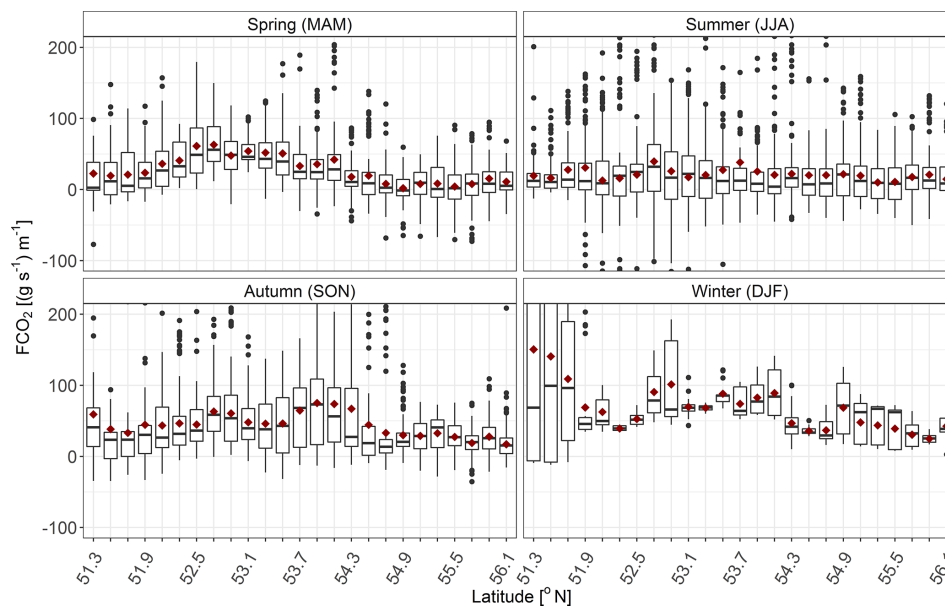 Spring (MAM)
Summer (JJA)
200
100
0
-100
Autumn (SON)
Winter (DJF)
200
100
0
-100
FCO₂ [(g s⁻¹) m⁻¹]
51.3 51.9 52.5 53.1 53.7 54.3 54.9 55.5 56.1
51.3 51.9 52.5 53.1 53.7 54.3 54.9 55.5
Latitude [° N]